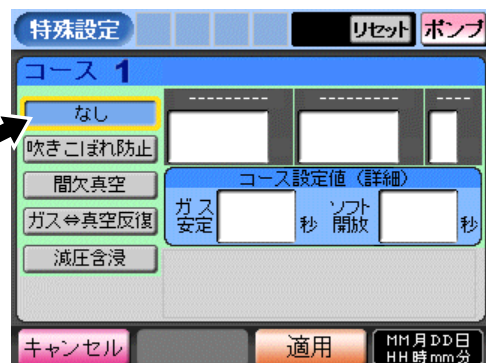 特殊設定 リセット ポンプ
コース 1
なし --------- --------- ----
吹きこぼれ防止
間欠真空 コース設定値（詳細）
ガス⇔真空反復 ガス安定 秒 ソフト開放 秒
減圧含浸
キャンセル 適用 MM月DD日
HH時mm分